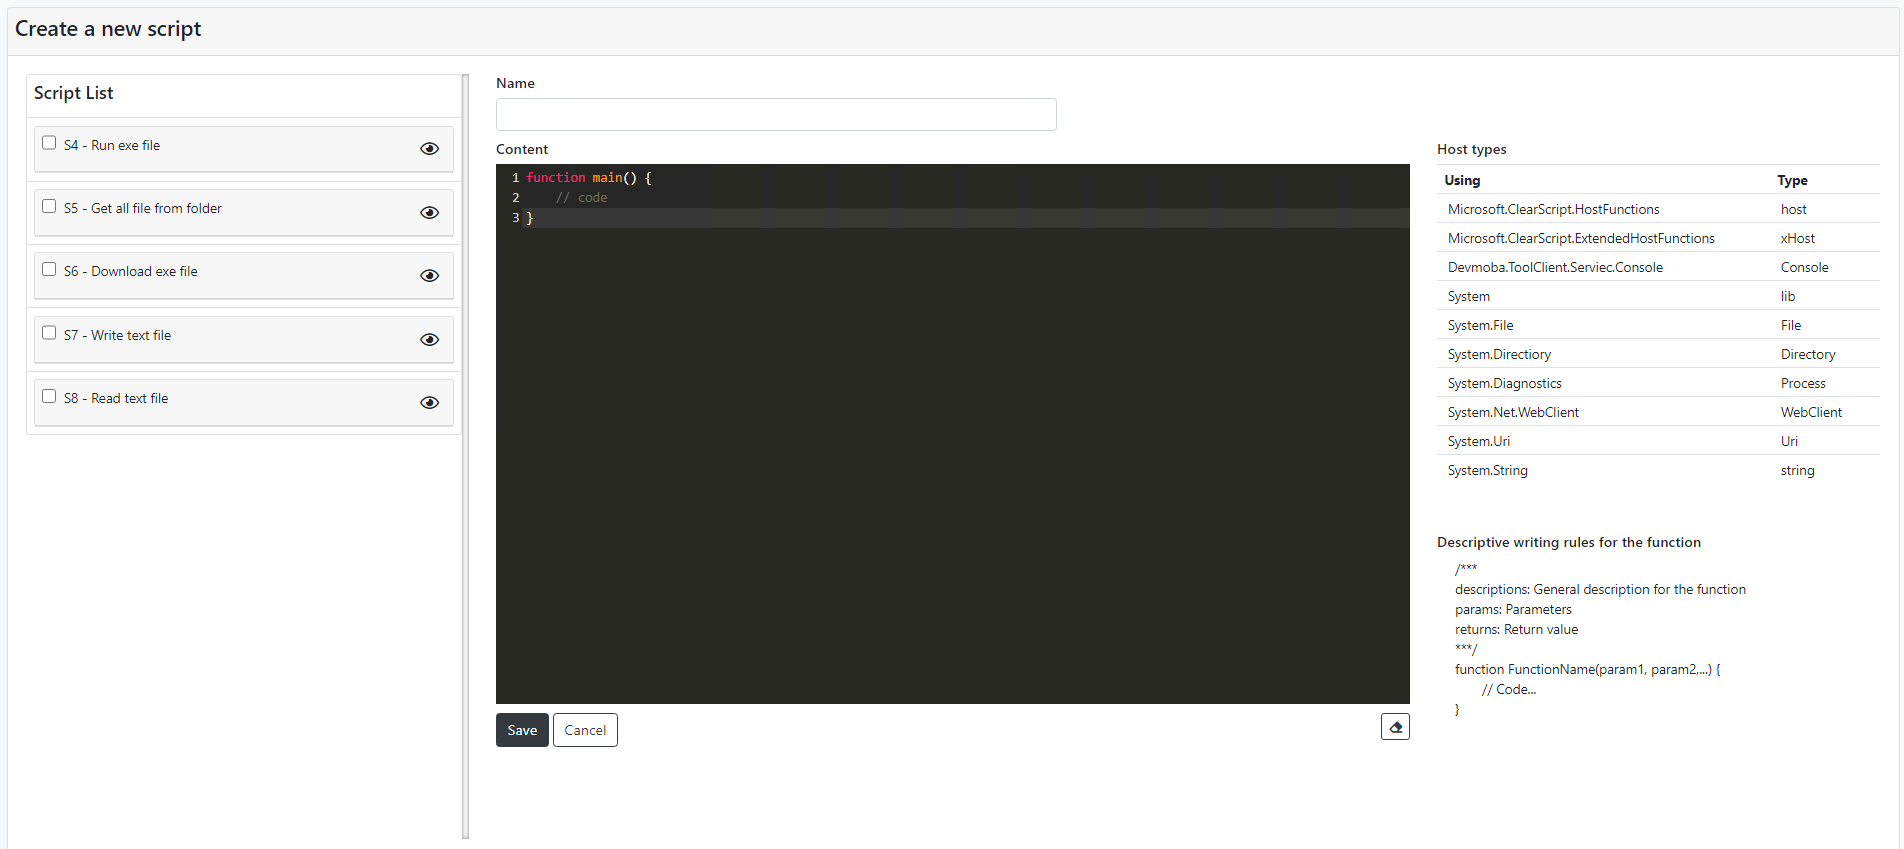 Create a new script
Script List
S4 - Run exe file
S5 - Get all file from folder
S6 - Download exe file
S7 - Write text file
S8 - Read text file
Name
Content
1 function main() {
2     // code
3 }
Save Cancel
Host types
Using Type
Microsoft.ClearScript.HostFunctions host
Microsoft.ClearScript.ExtendedHostFunctions xHost
Devmoba.ToolClient.Serviec.Console Console
System lib
System.File File
System.Directiory Directory
System.Diagnostics Process
System.Net.WebClient WebClient
System.Uri Uri
System.String string
Descriptive writing rules for the function
/***
descriptions: General description for the function
params: Parameters
returns: Return value
***/
function FunctionName(param1, param2,...) {
// Code...
}